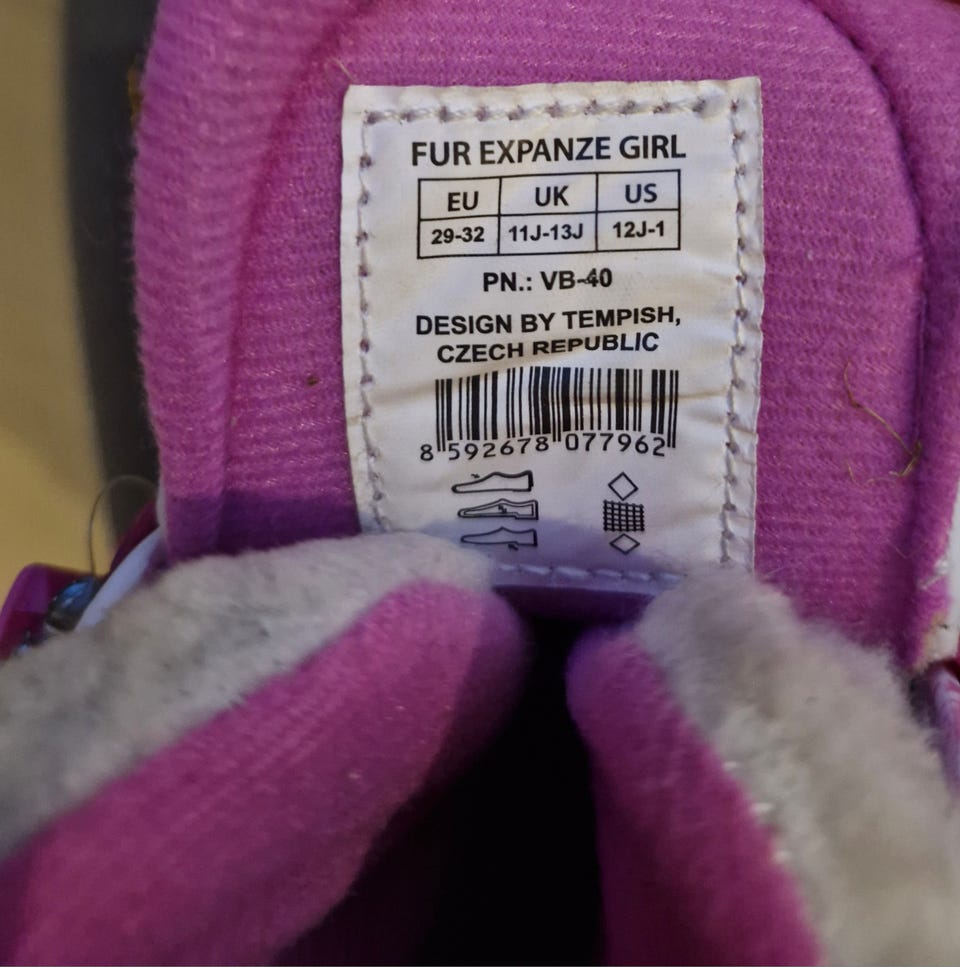 FUR EXPANZE GIRL
EU UK US
29-32 11J-13J 12J-1
PN.: VB-40
DESIGN BY TEMPISH,
CZECH REPUBLIC
8 592678 077962